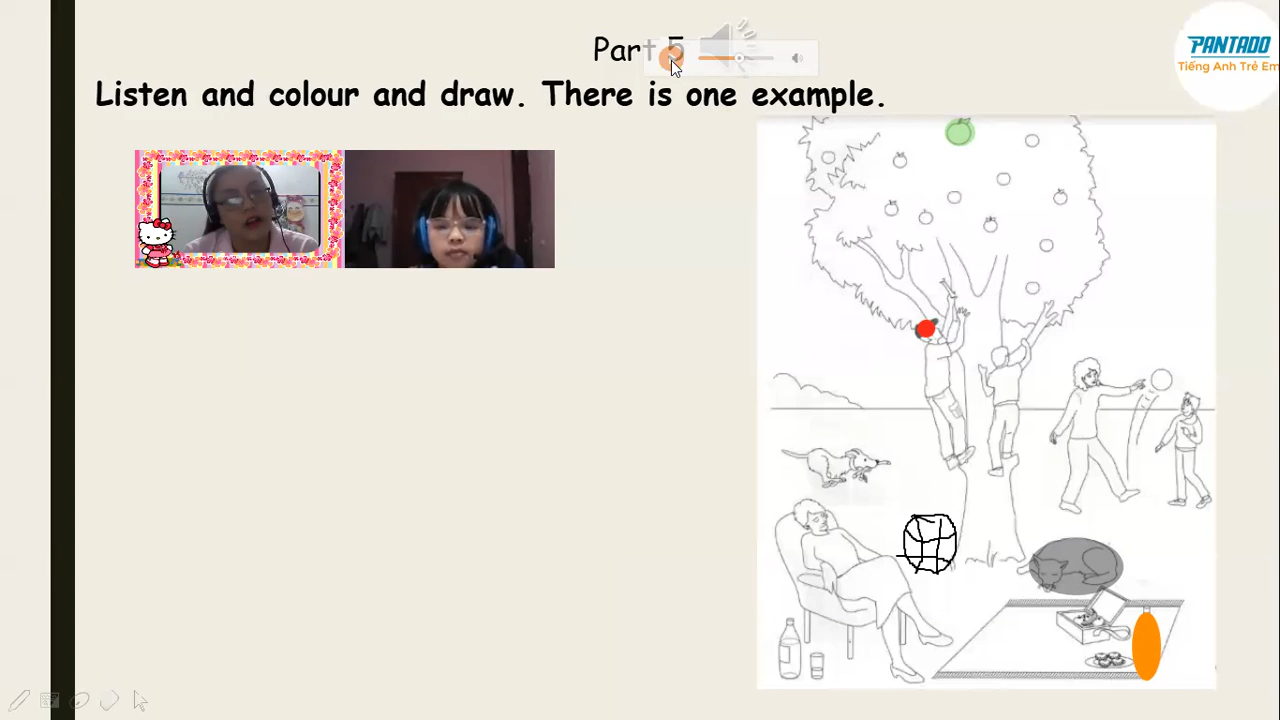 Part 5
Listen and colour and draw. There is one example.
PANTADO
Tiếng Anh Trẻ Em